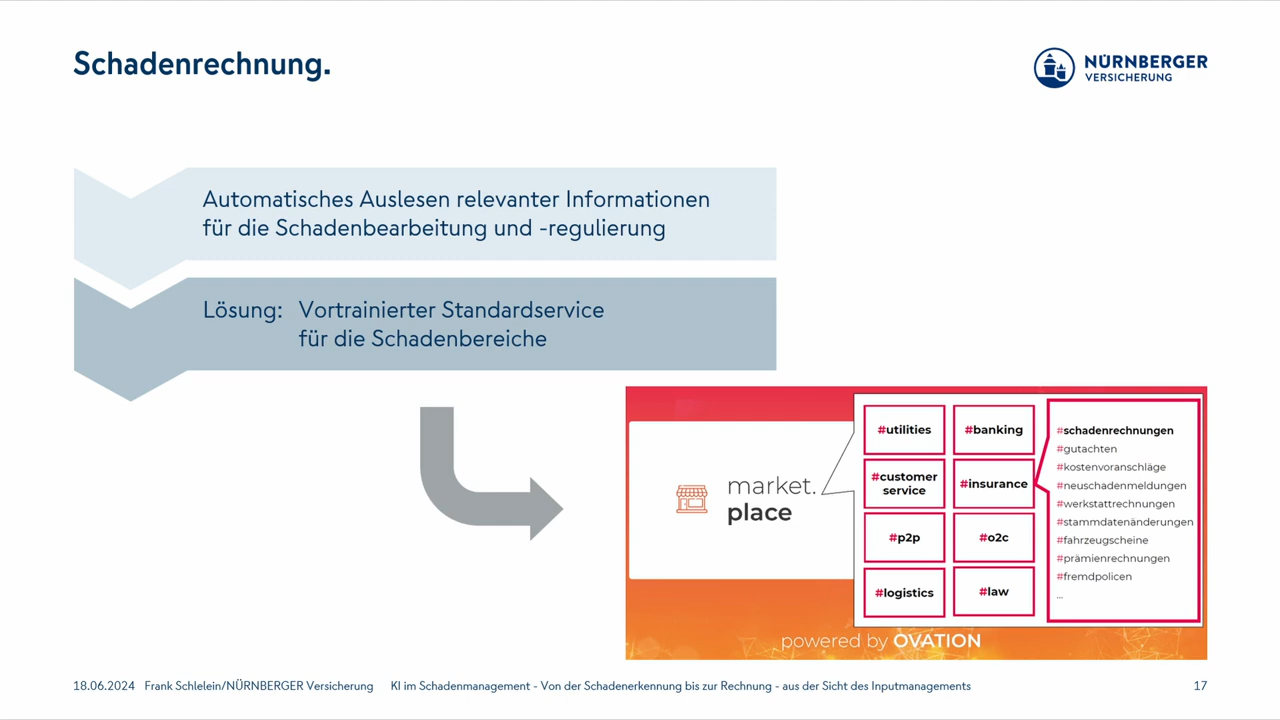 Schadenrechnung.
NÜRNBERGER
VERSICHERUNG
Automatisches Auslesen relevanter Informationen
für die Schadenbearbeitung und -regulierung
Lösung: Vortrainierter Standardservice
für die Schadenbereiche
market.
place
#utilities
#banking
#customer
service
#insurance
#p2p
#o2c
#logistics
#law
#schadenrechnungen
#gutachten
#kostenvoranschläge
#neuschadenmeldungen
#werkstattrechnungen
#stammdatenänderungen
#fahrzeugscheine
#prämienrechnungen
#fremdpolicen
...
powered by OVATION
18.06.2024 Frank Schlelein/NÜRNBERGER Versicherung KI im Schadenmanagement - Von der Schadenerkennung bis zur Rechnung - aus der Sicht des Inputmanagements 17